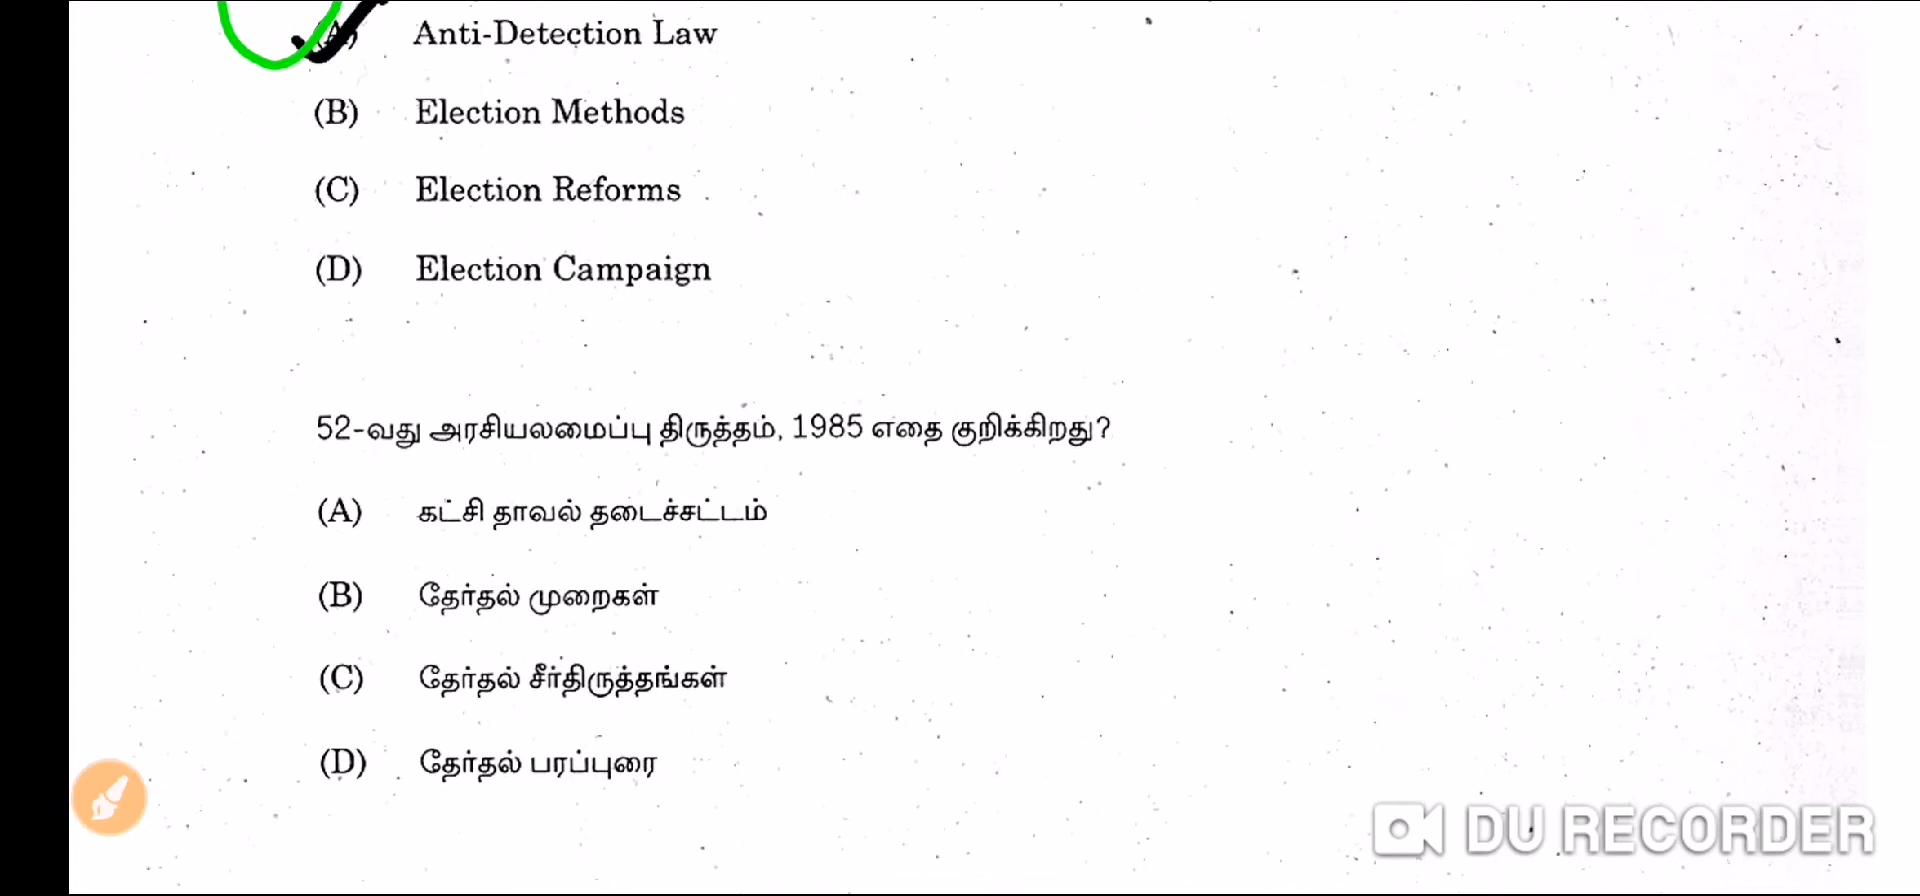 (A) Anti-Detection Law
(B) Election Methods
(C) Election Reforms
(D) Election Campaign
52-வது அரசியலமைப்பு திருத்தம், 1985 எதை குறிக்கிறது?
(A) கட்சி தாவல் தடைச்சட்டம்
(B) தேர்தல் முறைகள்
(C) தேர்தல் சீர்திருத்தங்கள்
(D) தேர்தல் பரப்புரை
DU RECORDER